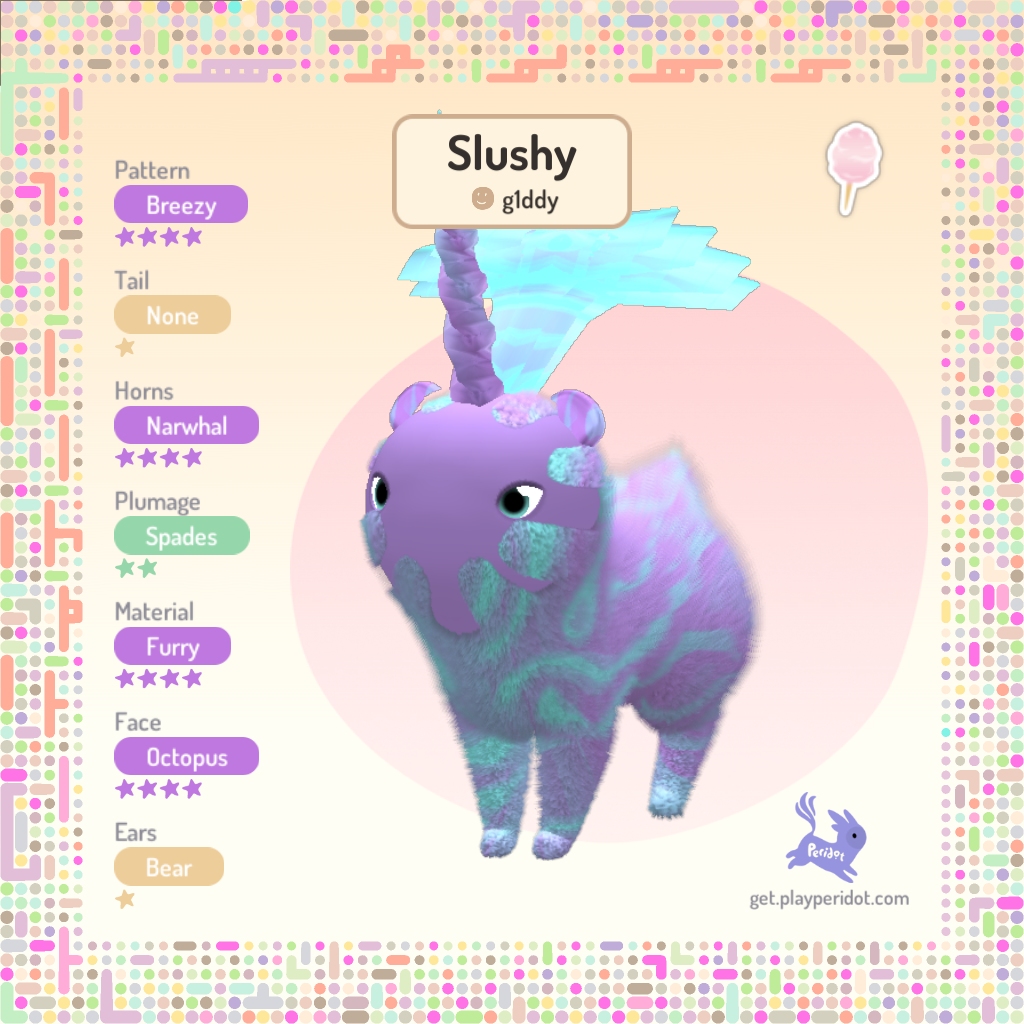 Slushy
g1ddy
Pattern
Breezy
Tail
None
Horns
Narwhal
Plumage
Spades
Material
Furry
Face
Octopus
Ears
Bear
Peridot
get.playperidot.com